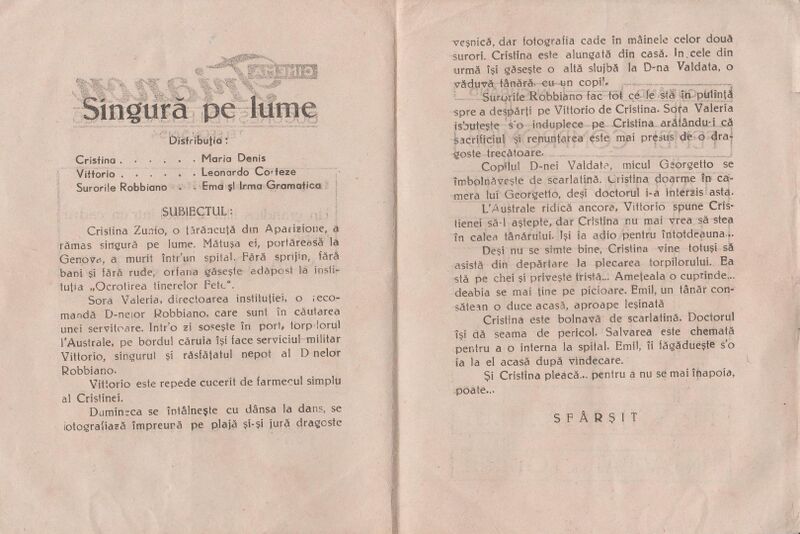 CINEMA
Trianon
Singură pe lume
Distribuția :
Cristina . . . . . . Maria Denis
Vittorio . . . . . . Leonardo Corteze
Surorile Robbiano . . Ema și Irma Gramatica
SUBIECTUL:
Cristina Zunio, o țărăncuță din Aparizione, a
rămas singură pe lume. Mătușa ei, portăreasă la
Genova, a murit într'un spital. Fără sprijin, fără
bani și fără rude, orfana găsește adăpost la insti-
tuția „Ocrotirea tinerelor Fete".
Sora Valeria, directoarea instituției, o reco-
mandă D-nelor Robbiano, care sunt în căutarea
unei servitoare. Intr'o zi sosește în port, torpilorul
l'Australe, pe bordul căruia își face serviciul militar
Vittorio, singurul și răsfățatul nepot al D nelor
Robbiano.
Vittorio este repede cucerit de farmecul simplu
al Cristinei.
Dumineca se întâlnește cu dânsa la dans, se
fotografiază împreună pe plajă și-și jură dragoste
veșnică, dar fotografia cade în mâinele celor două
surori. Cristina este alungată din casă. In cele din
urmă își găsește o altă slujbă la D-na Valdata, o
văduvă tânără cu un copil.
Surorile Robbiano fac tot ce le stă în putință
spre a despărți pe Vittorio de Cristina. Sora Valeria
isbutește s'o induplece pe Cristina arătându-i că
sacrificiul și renunțarea este mai presus de o dra-
goste trecătoare.
Copilul D-nei Valdata, micul Georgetto se
îmbolnăvește de scarlatină. Cristina doarme în ca-
mera lui Georgetto, deși doctorul i-a interzis asta.
L'Australe ridică ancora, Vittorio spune Cris-
tienei să-l aștepte, dar Cristina nu mai vrea să stea
în calea tânărului. Iși ia adio pentru întotdeauna...
Deși nu se simte bine, Cristina vine totuși să
asistă din depărtare la plecarea torpilorului. Ea
stă pe chei și privește tristă... Amețeala o cuprinde...
deabia se mai ține pe picioare. Emil, un tânăr con-
sătean o duce acasă, aproape leșinată
Cristina este bolnavă de scarlatină. Doctorul
își dă seama de pericol. Salvarea este chemată
pentru a o interna la spital. Emil, îi făgăduește s'o
ia la el acasă după vindecare.
Și Cristina pleacă... pentru a nu se mai înapoia,
poate...
SFÂRȘIT